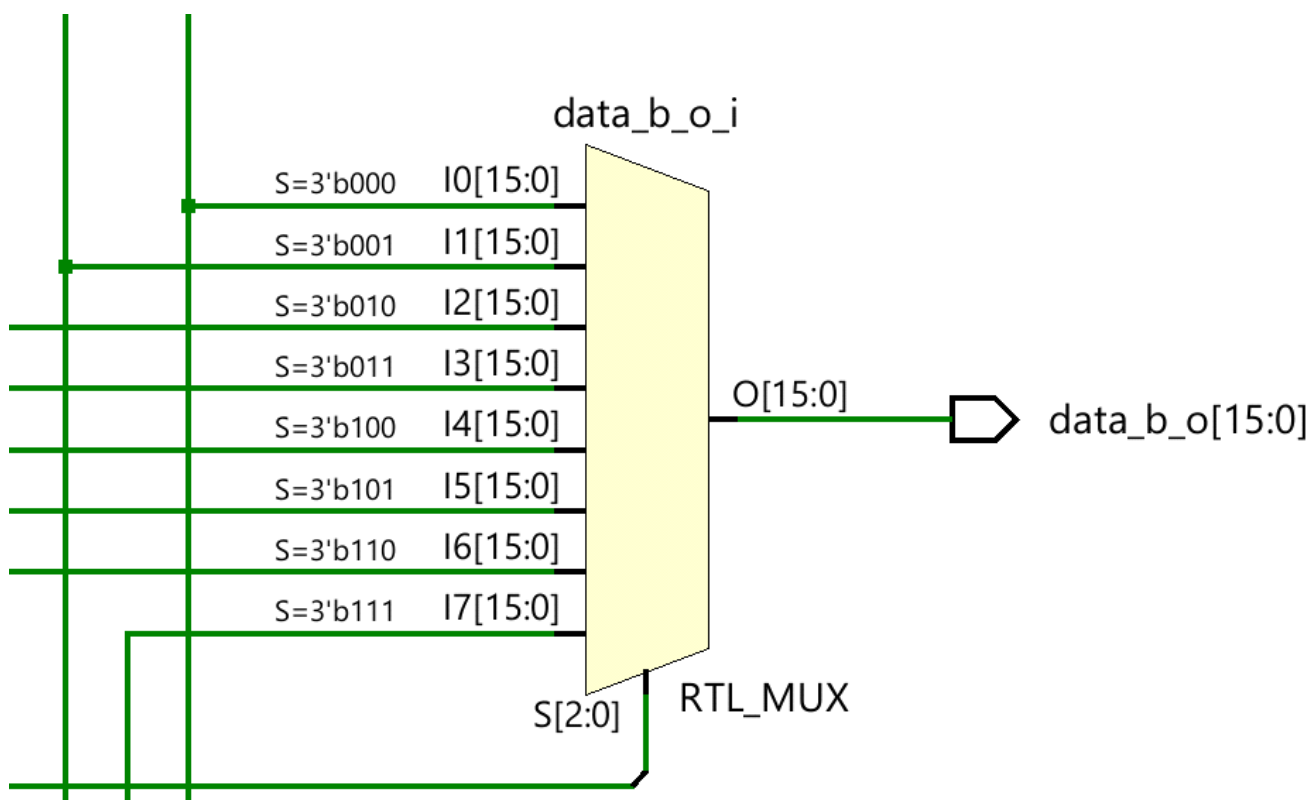 data_b_o_i
S=3'b000 I0[15:0]
S=3'b001 I1[15:0]
S=3'b010 I2[15:0]
S=3'b011 I3[15:0]
O[15:0]
data_b_o[15:0]
S=3'b100 I4[15:0]
S=3'b101 I5[15:0]
S=3'b110 I6[15:0]
S=3'b111 I7[15:0]
RTL_MUX
S[2:0]